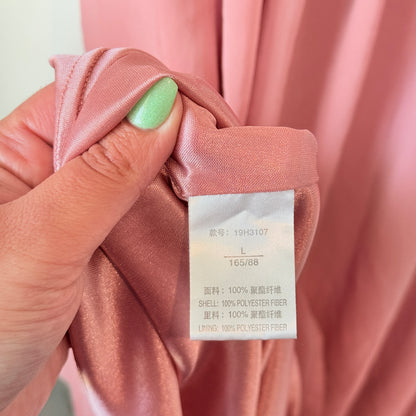 款号：19H3107
L
165/88
面料：100% 聚酯纤维
SHELL: 100% POLYESTER FIBER
里料：100% 聚酯纤维
LINING: 100% POLYESTER FIBER